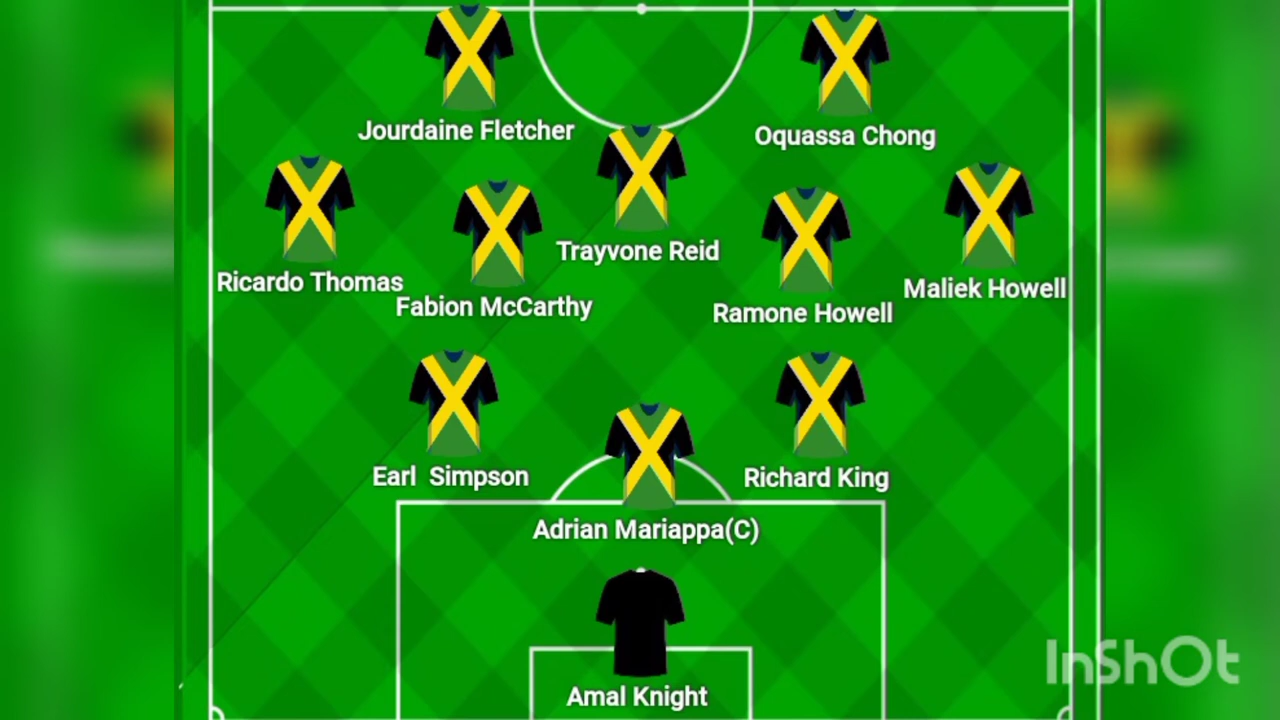 Jourdaine Fletcher
Oquassa Chong
Trayvone Reid
Ricardo Thomas
Maliek Howell
Fabion McCarthy
Ramone Howell
Earl  Simpson
Richard King
Adrian Mariappa(C)
Amal Knight
InShOt